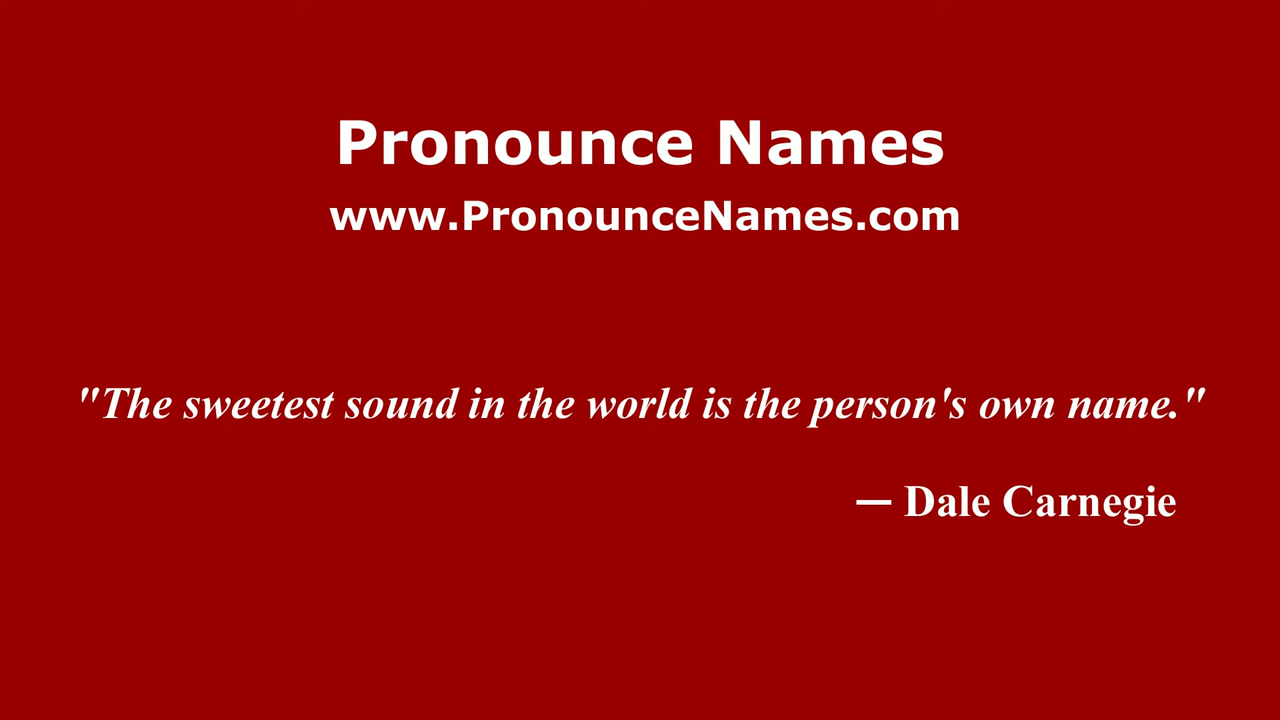 Pronounce Names
www.PronounceNames.com
"The sweetest sound in the world is the person's own name."
— Dale Carnegie